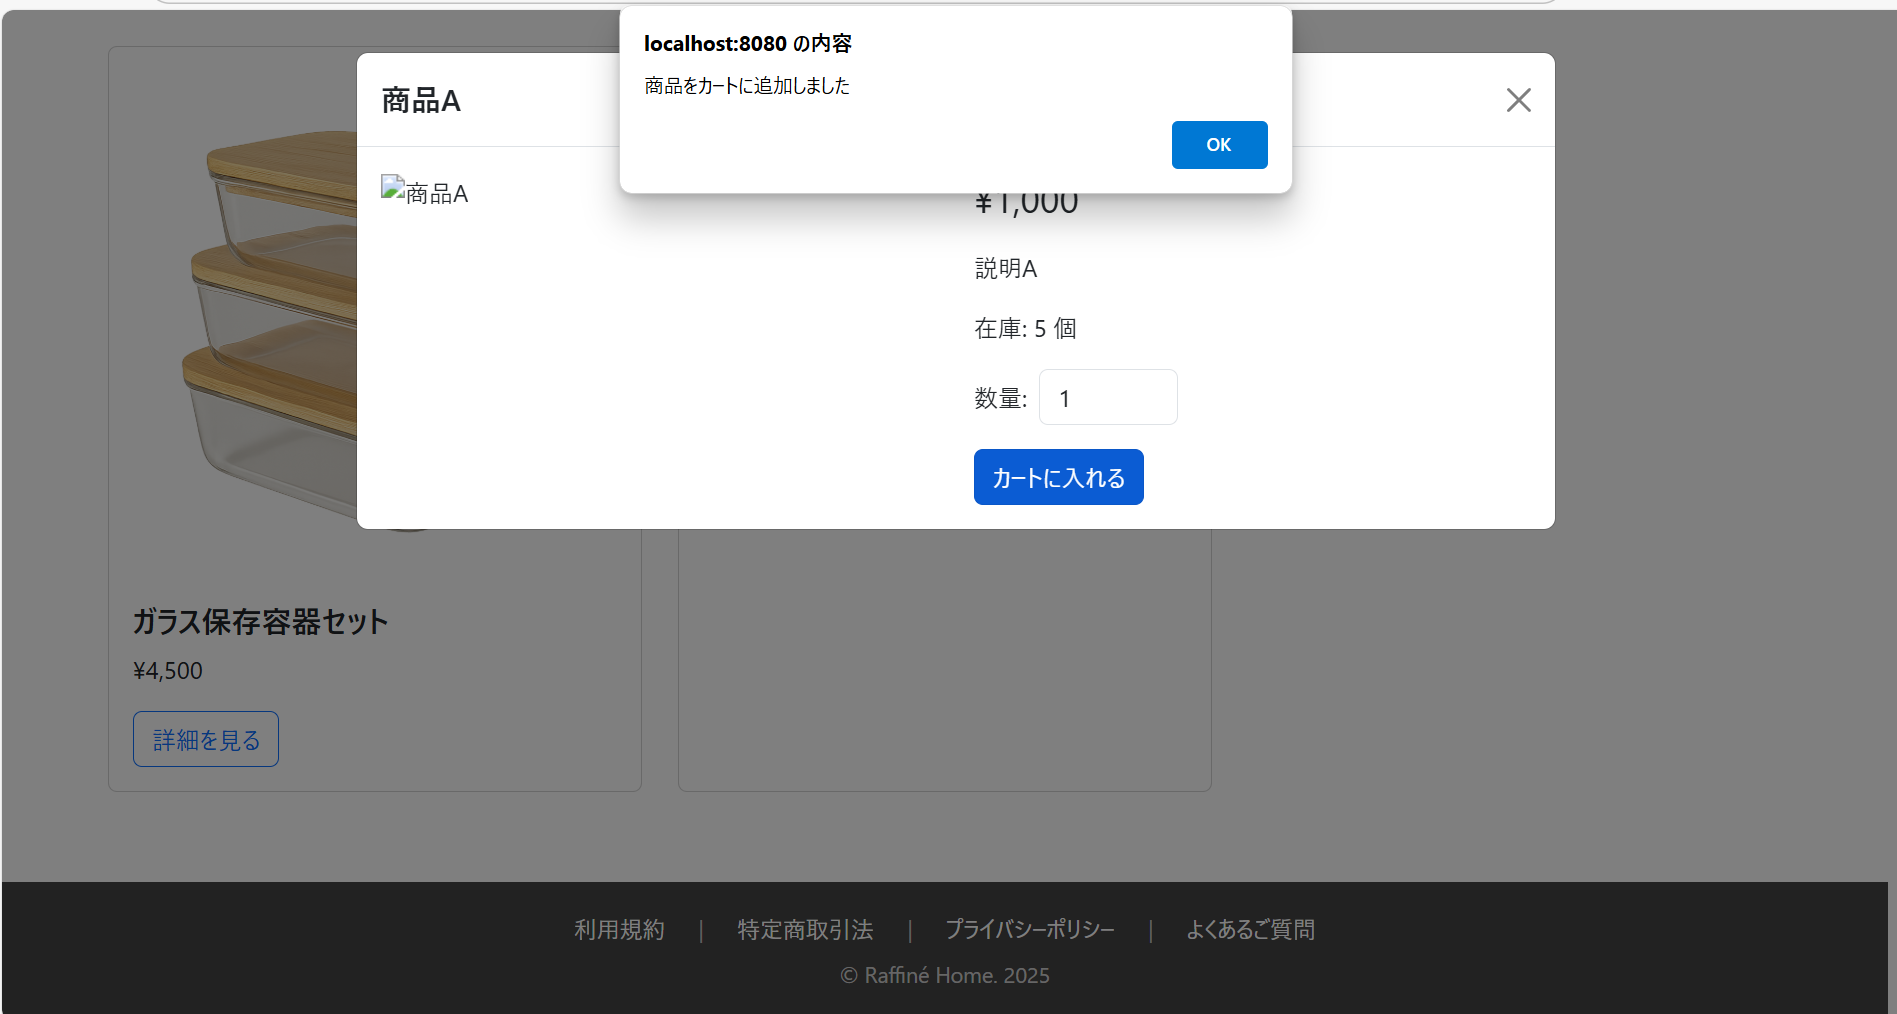 localhost:8080 の内容
商品をカートに追加しました
OK
商品A
商品A
¥1,000
説明A
在庫: 5 個
数量: 1
カートに入れる
ガラス保存容器セット
¥4,500
詳細を見る
利用規約 | 特定商取引法 | プライバシーポリシー | よくあるご質問
© Raffiné Home. 2025